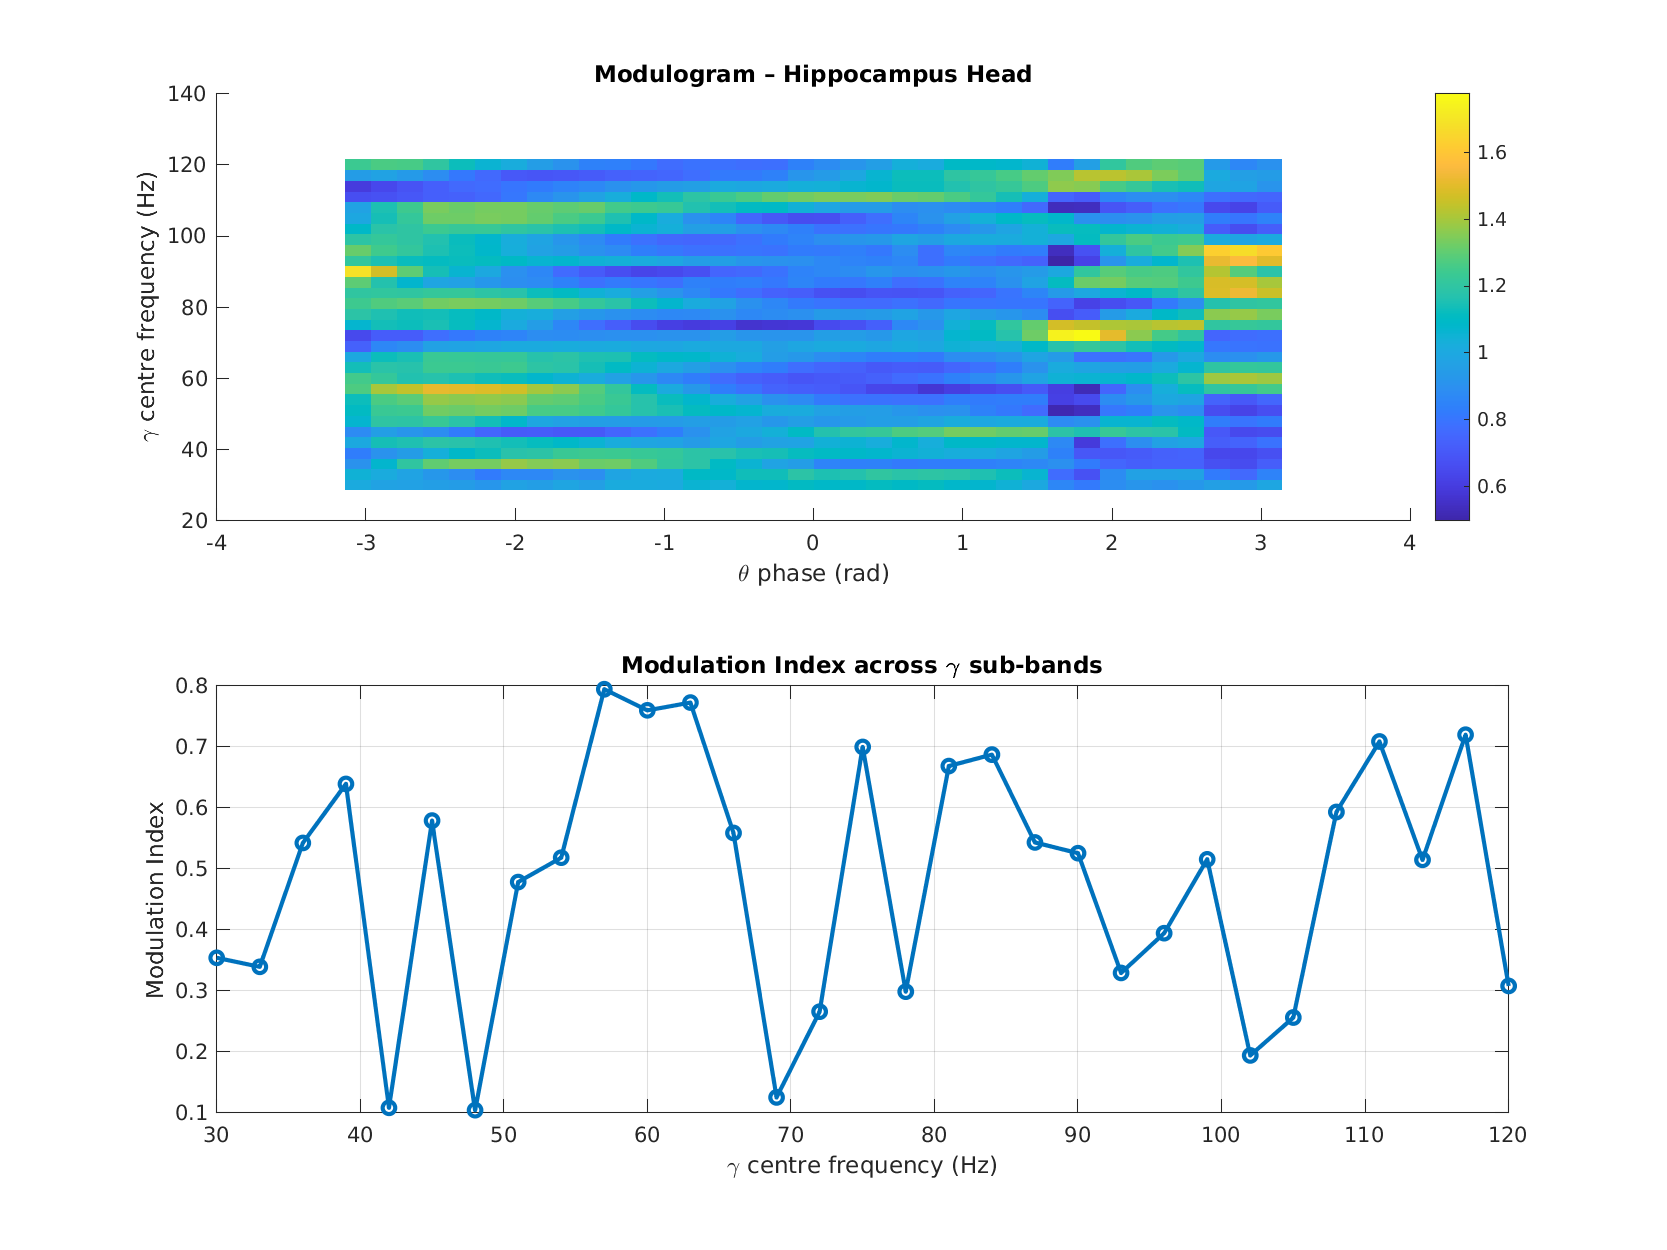 Modulogram – Hippocampus Head
γ centre frequency (Hz)
140
120
100
80
60
40
20
-4 -3 -2 -1 0 1 2 3 4
θ phase (rad)
1.6
1.4
1.2
1
0.8
0.6
Modulation Index across γ sub-bands
Modulation Index
0.8
0.7
0.6
0.5
0.4
0.3
0.2
0.1
30 40 50 60 70 80 90 100 110 120
γ centre frequency (Hz)